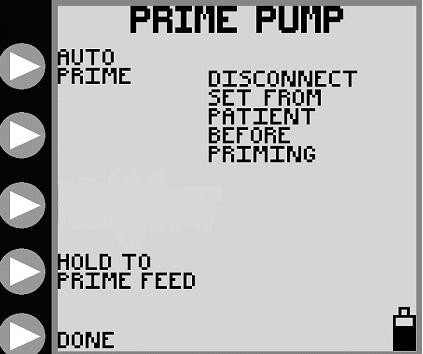 PRIME PUMP
AUTO
PRIME
DISCONNECT
SET FROM
PATIENT
BEFORE
PRIMING
HOLD TO
PRIME FEED
DONE